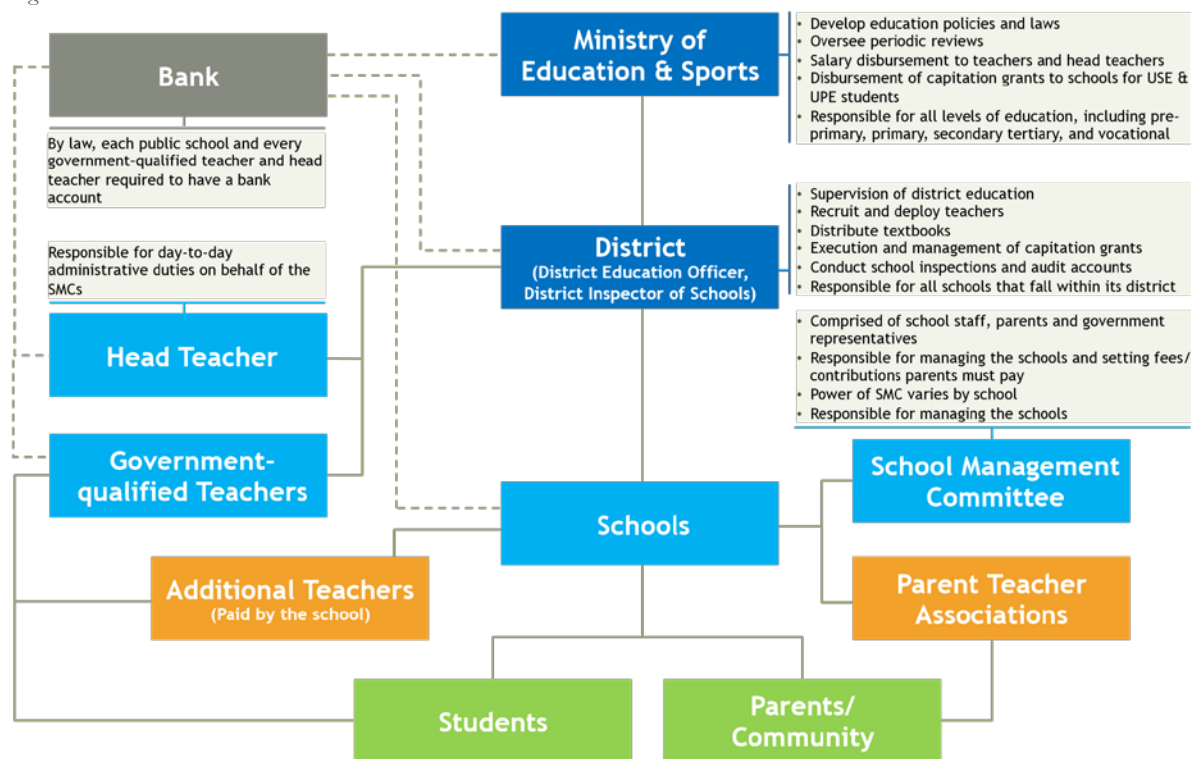 Bank
By law, each public school and every
government-qualified teacher and head
teacher required to have a bank
account
Ministry of
Education & Sports
• Develop education policies and laws
• Oversee periodic reviews
• Salary disbursement to teachers and head teachers
• Disbursement of capitation grants to schools for USE &
UPE students
• Responsible for all levels of education, including pre-
primary, primary, secondary tertiary, and vocational
Responsible for day-to-day
administrative duties on behalf of the
SMCs
Head Teacher
District
(District Education Officer,
District Inspector of Schools)
• Supervision of district education
• Recruit and deploy teachers
• Distribute textbooks
• Execution and management of capitation grants
• Conduct school inspections and audit accounts
• Responsible for all schools that fall within its district
• Comprised of school staff, parents and government
representatives
• Responsible for managing the schools and setting fees/
contributions parents must pay
• Power of SMC varies by school
• Responsible for managing the schools
Government-
qualified Teachers
Schools
School Management
Committee
Additional Teachers
(Paid by the school)
Parent Teacher
Associations
Students
Parents/
Community